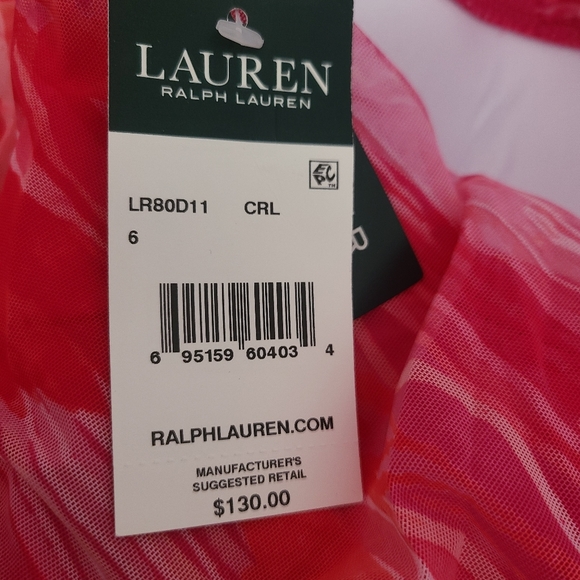 LAUREN
RALPH LAUREN
LR80D11 CRL
6
6 95159 60403 4
RALPHLAUREN.COM
MANUFACTURER'S
SUGGESTED RETAIL
$130.00